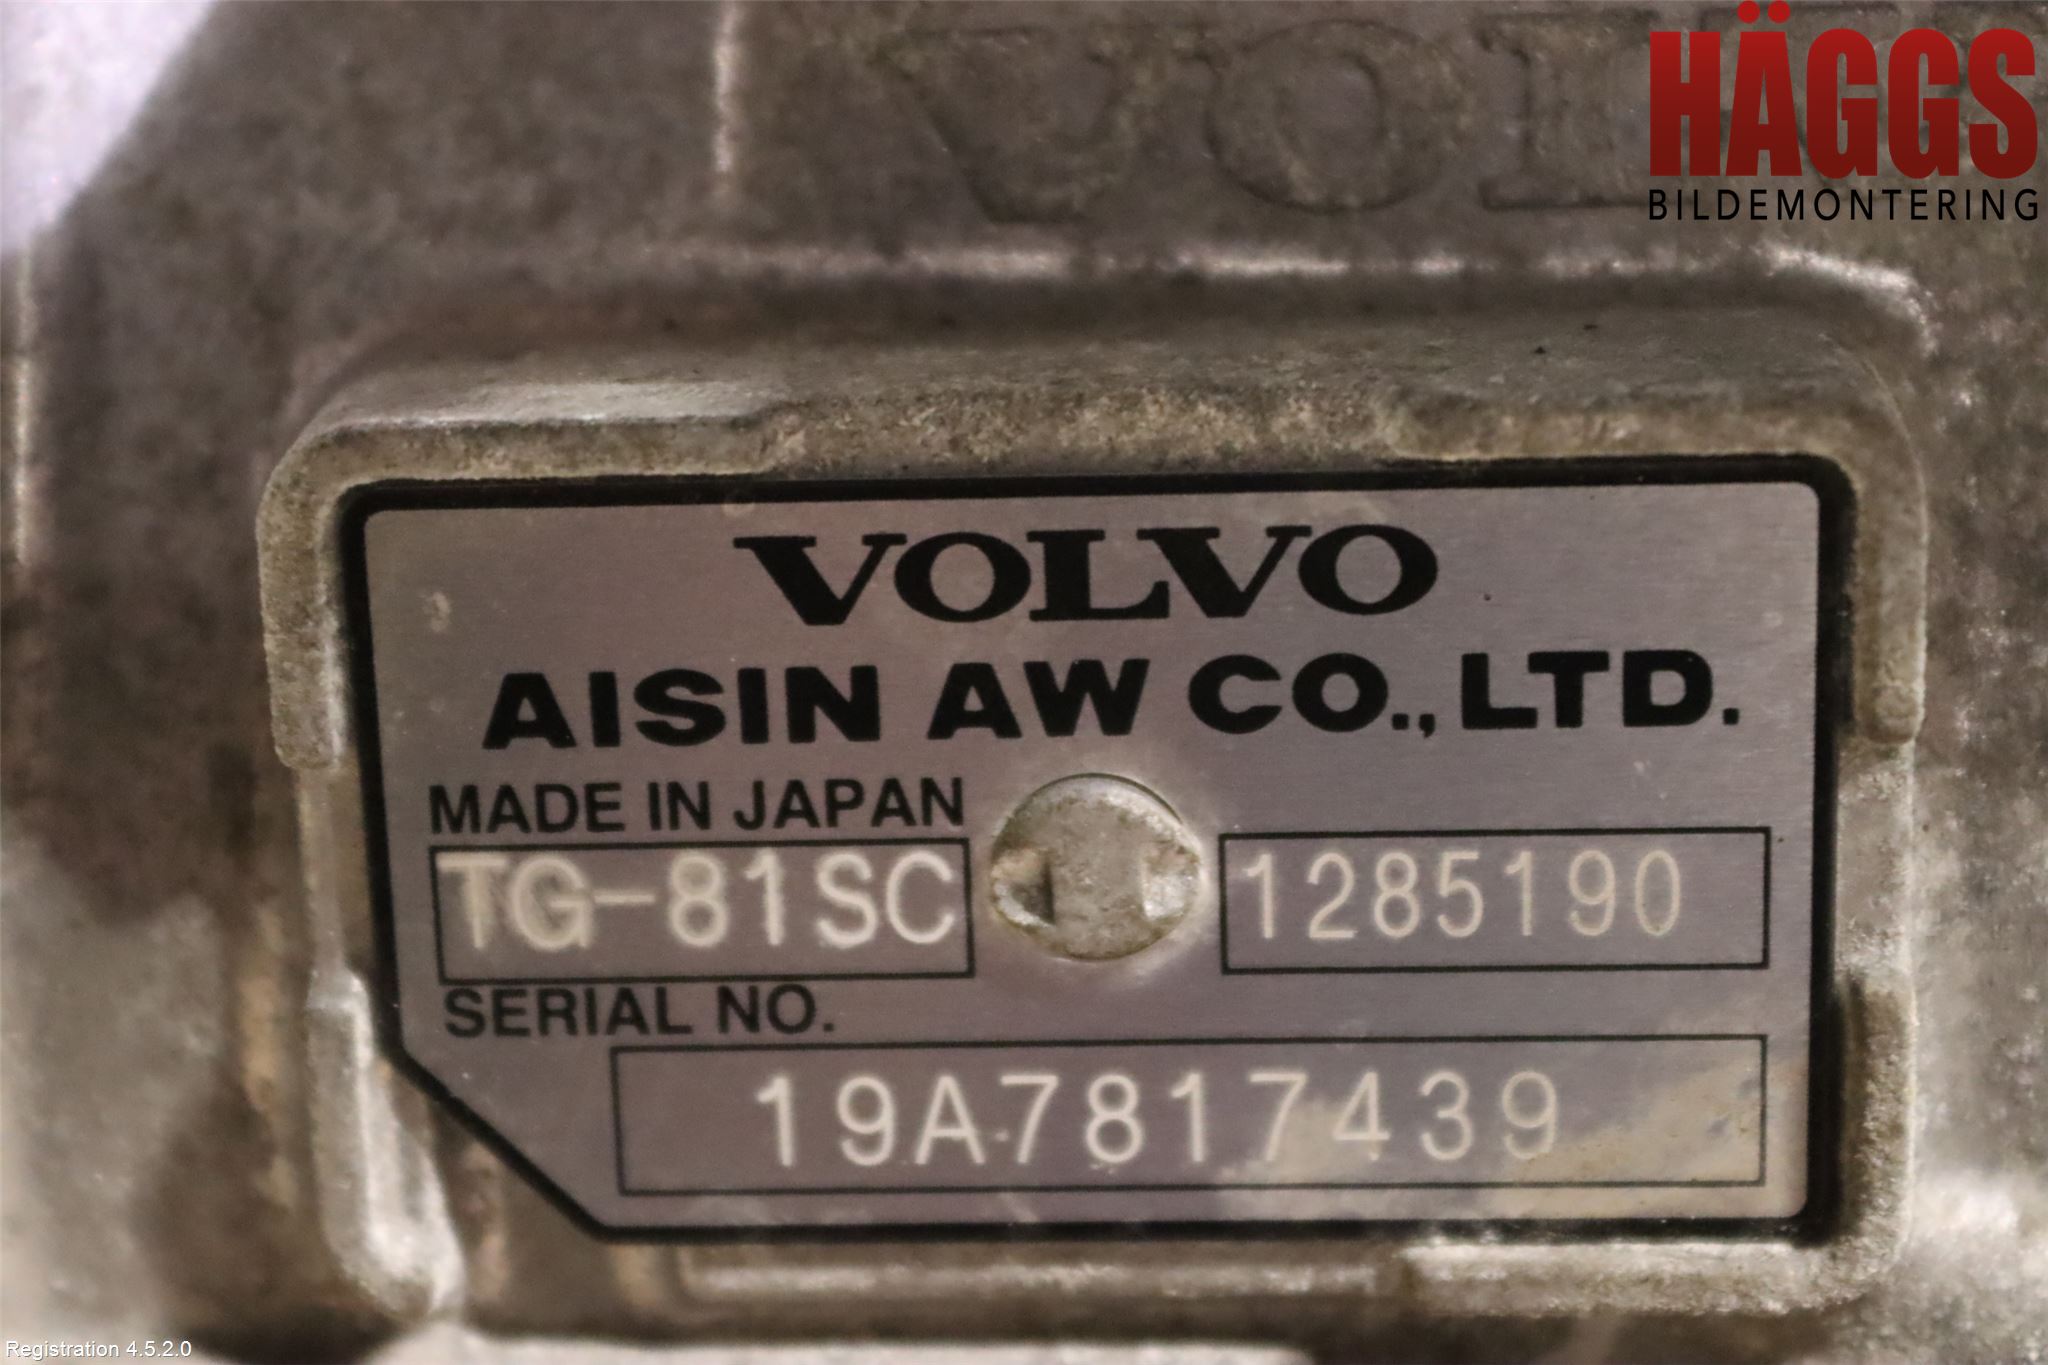 VOL
HÄGGS
BILDEMONTERING
VOLVO
AISIN AW CO., LTD.
MADE IN JAPAN
TG-81SC 1285190
SERIAL NO.
19A7817439
Registration 4.5.2.0